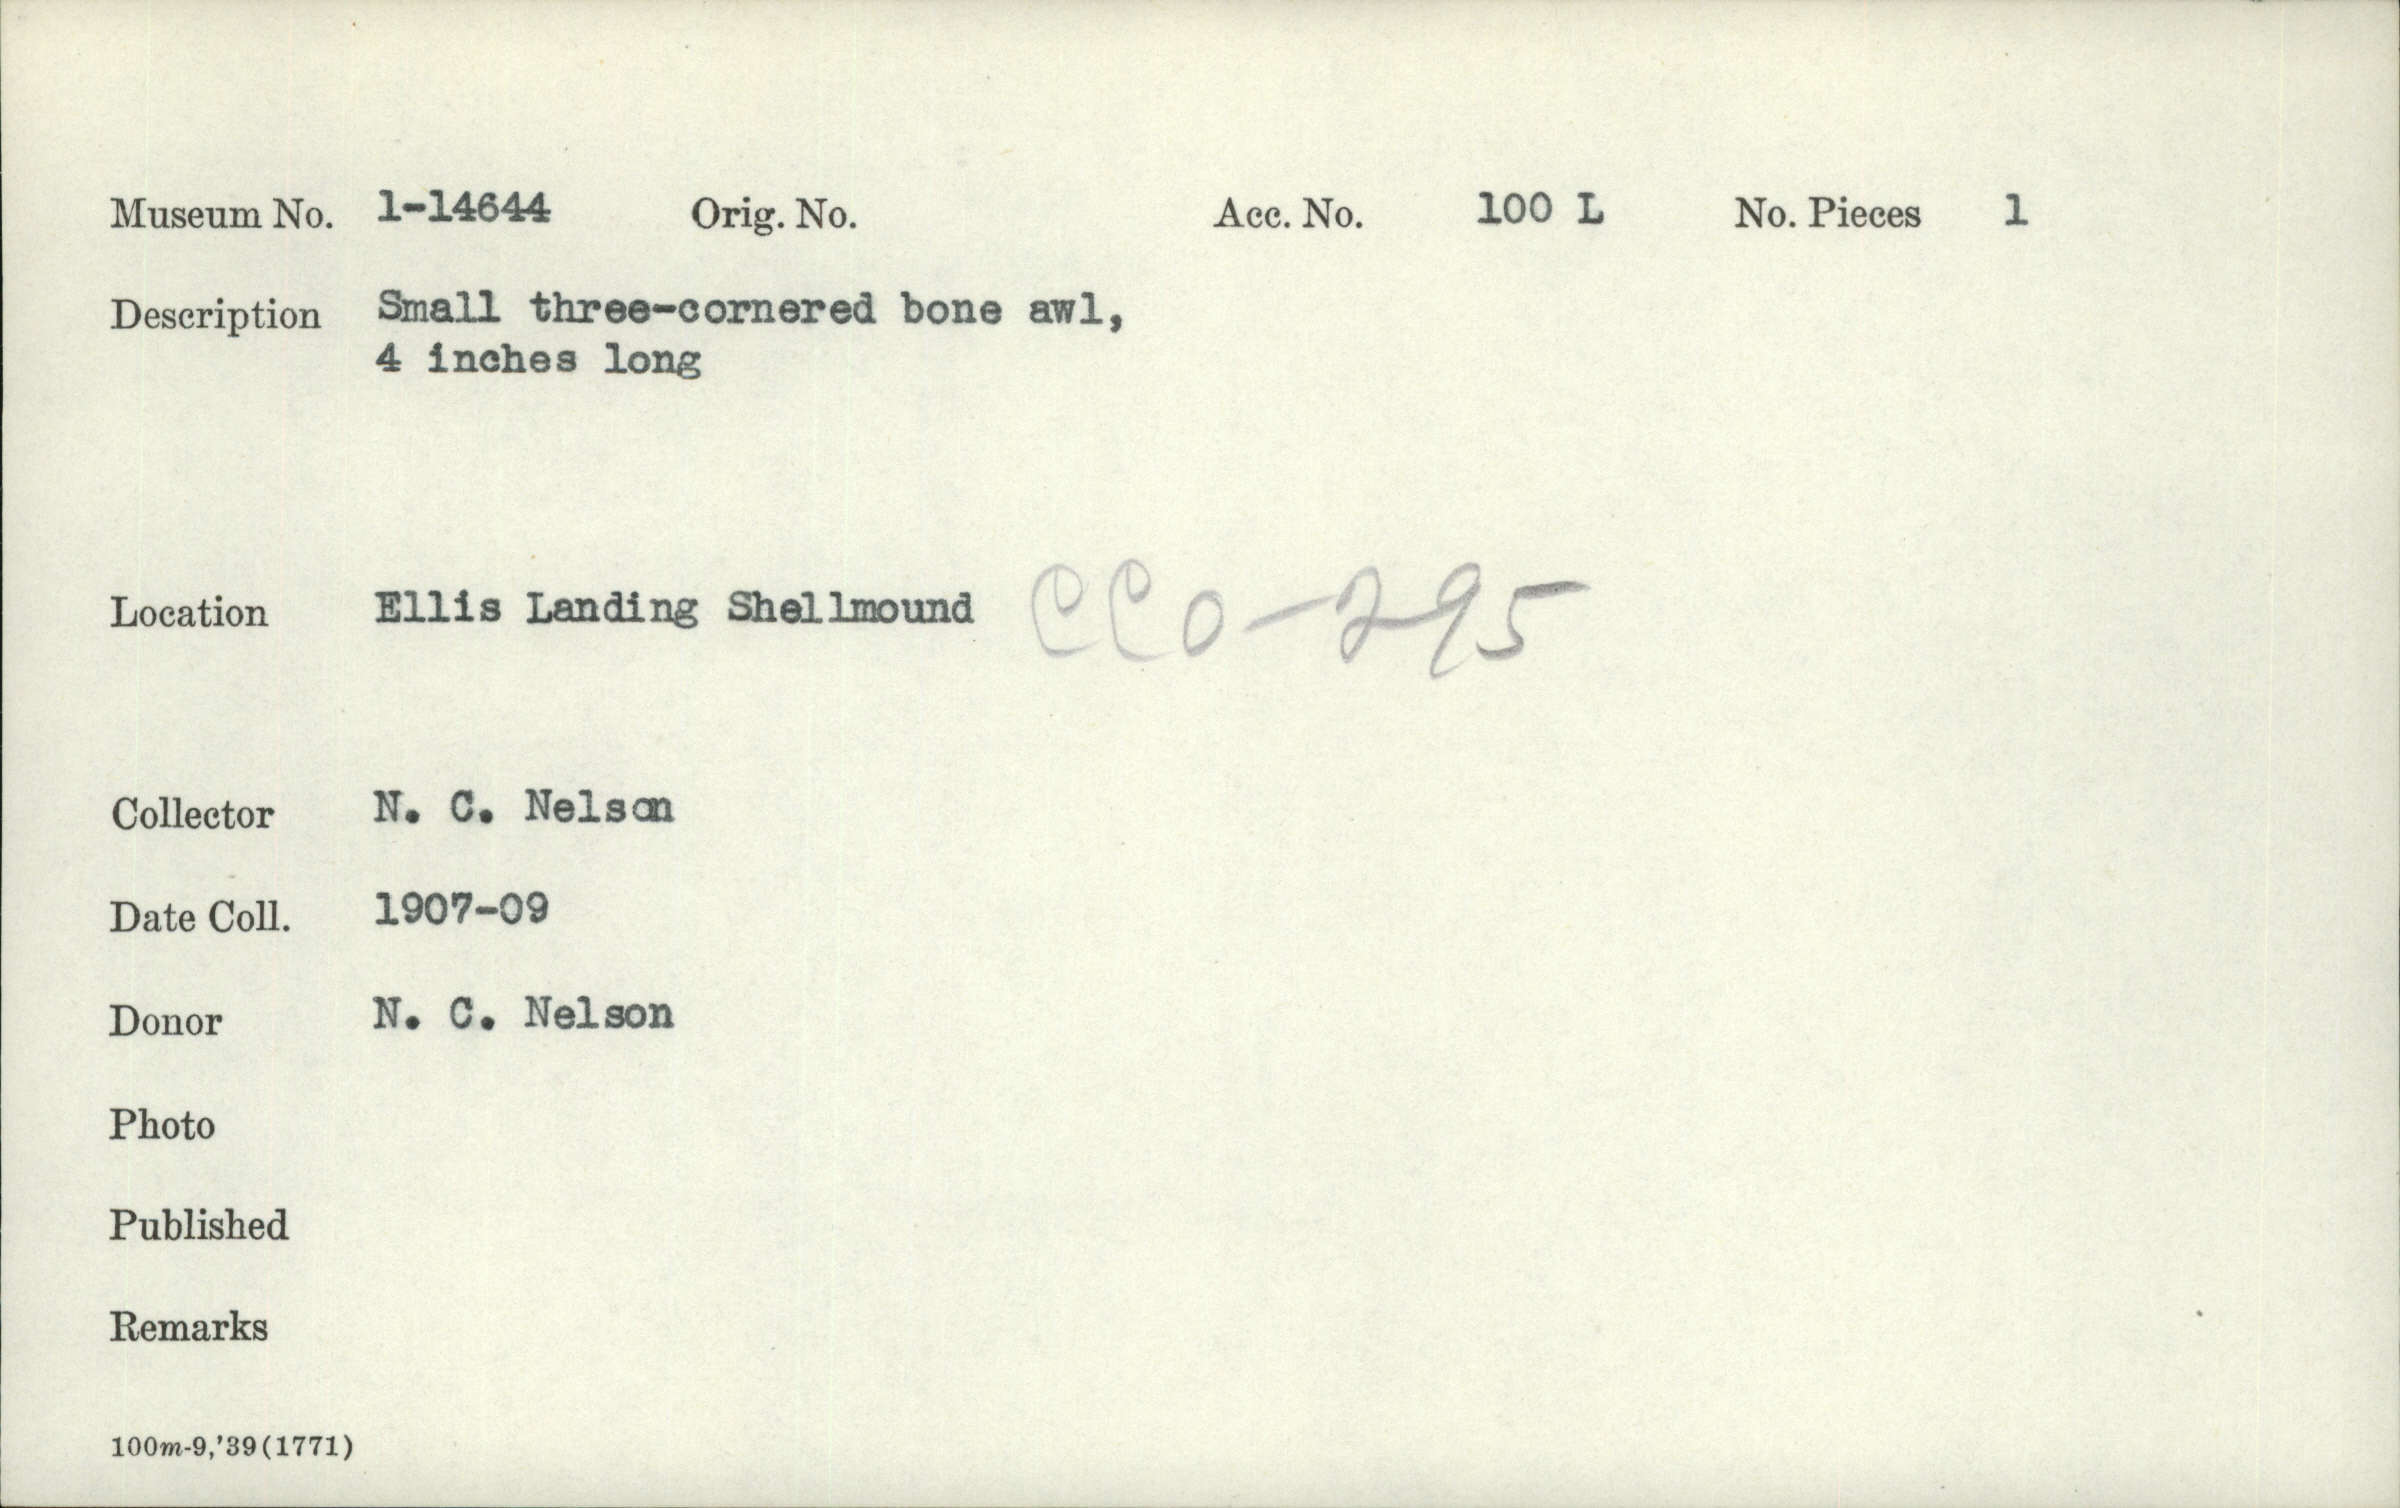 Museum No. 1-14644 Orig. No. Acc. No. 100 L No. Pieces 1
Description Small three-cornered bone awl,
4 inches long
Location Ellis Landing Shellmound CCO-295
Collector N. C. Nelson
Date Coll. 1907-09
Donor N. C. Nelson
Photo
Published
Remarks
100m-9,'39(1771)